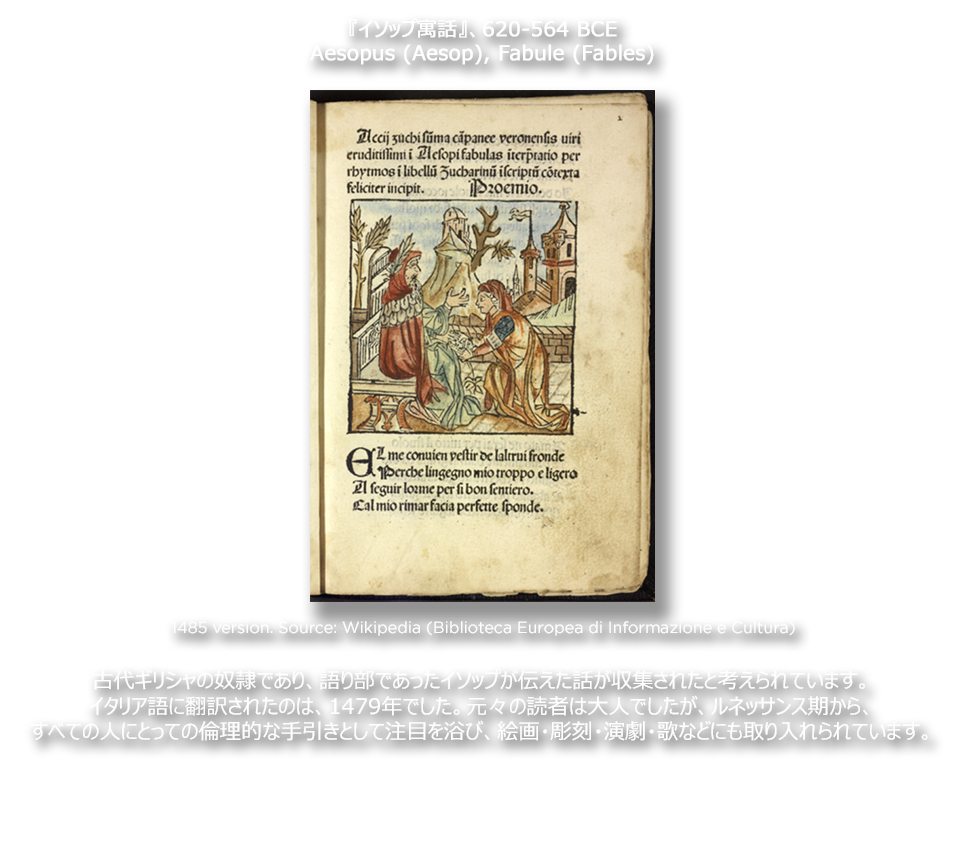 『イソップ寓話』、620-564 BCE
Aesopus (Aesop), Fabule (Fables)
2
Accij zuchi sūma cāpanee veronensis uiri
eruditissimi ī Aesopi fabulas īterp̄tatio per
rhytmos ī libellū Zucharinū īscriptū cōtexta
feliciter incipit. Proemio.
EL me conuien vestir de laltrui fronde
Perche lingegno mio troppo e ligero
A seguir lorme per si bon sentiero.
Cal mio rimar facia perfette sponde.
1485 version. Source: Wikipedia (Biblioteca Europea di Informazione e Cultura)
古代ギリシャの奴隷であり、語り部であったイソップが伝えた話が収集されたと考えられています。
イタリア語に翻訳されたのは、1479年でした。元々の読者は大人でしたが、ルネッサンス期から、
すべての人にとっての倫理的な手引きとして注目を浴び、絵画・彫刻・演劇・歌などにも取り入れられています。